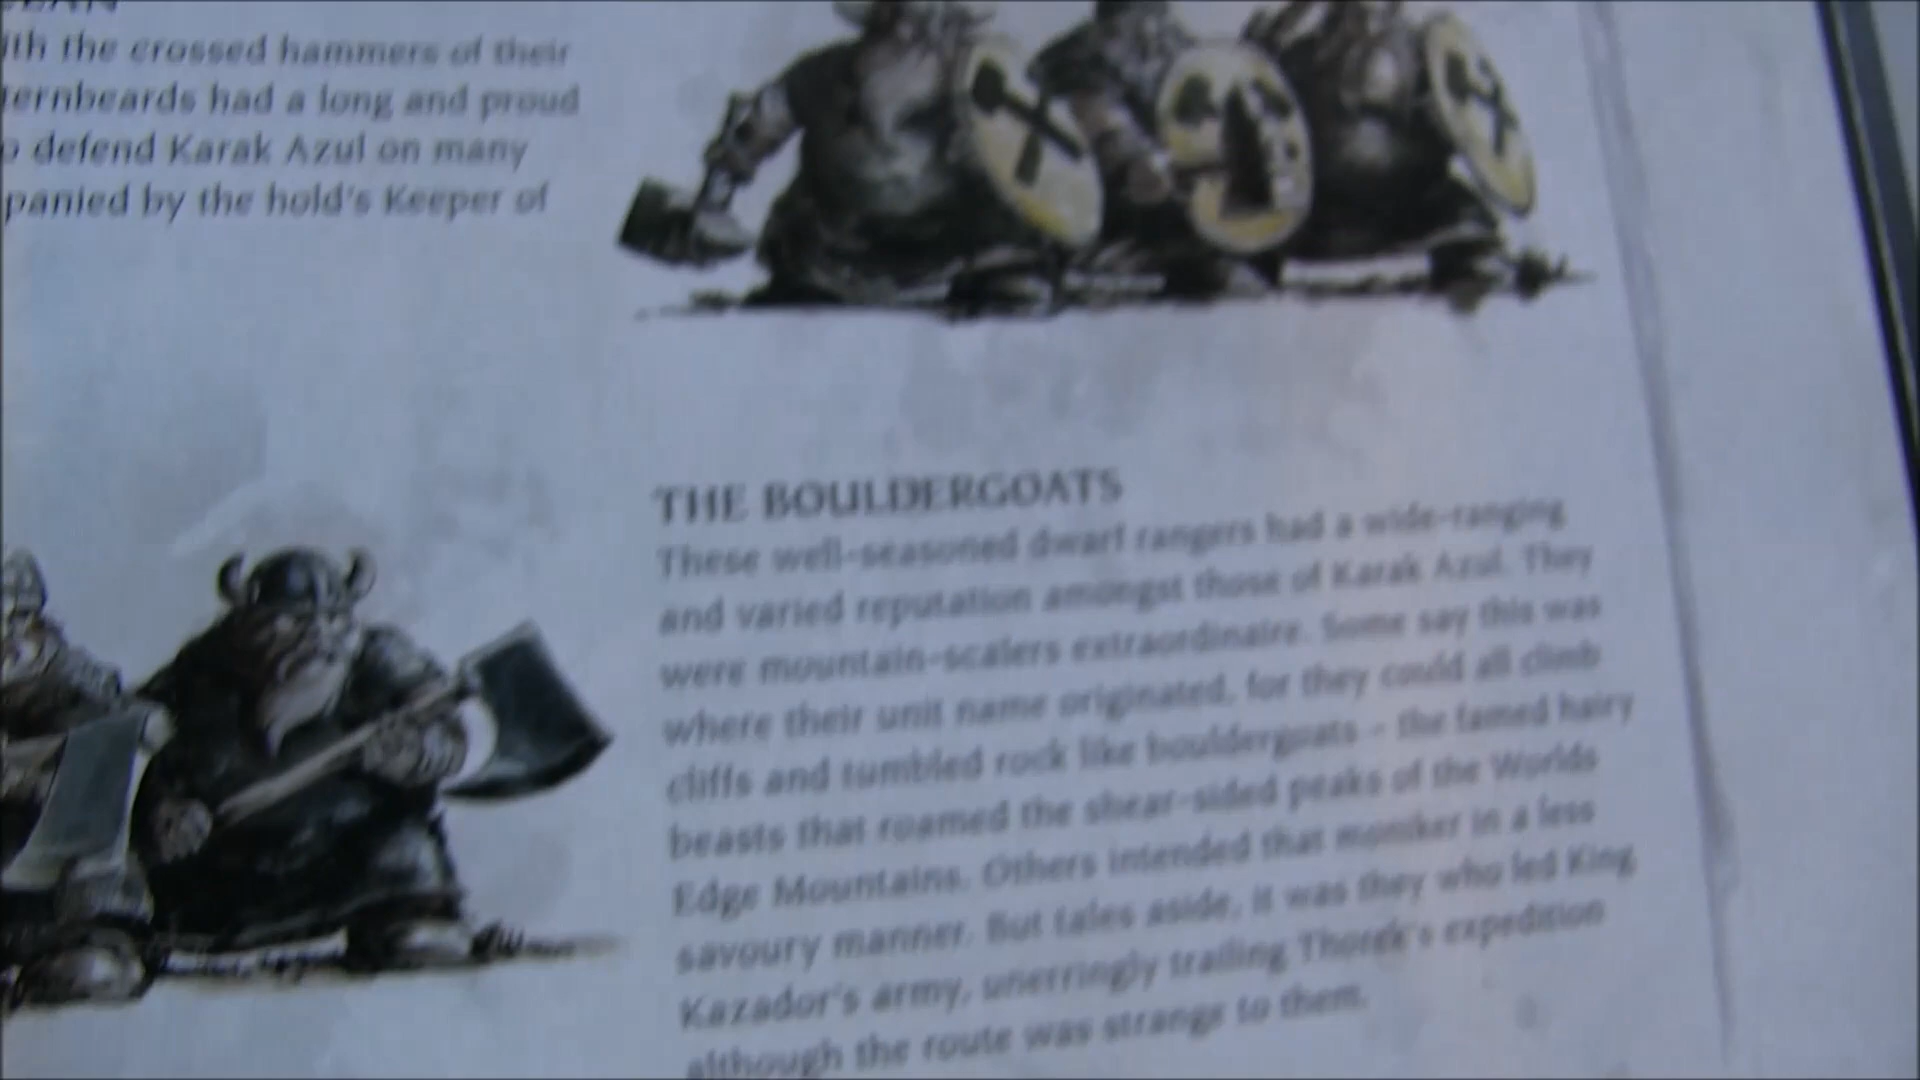 ith the crossed hammers of their
ternbeards had a long and proud
defend Karak Azul on many
panied by the hold's Keeper of
THE BOULDERGOATS
These well-seasoned dwarf rangers had a wide-ranging
and varied reputation amongst those of Karak Azul. They
were mountain-scalers extraordinaire. Some say this was
where their unit name originated, for they could all climb
cliffs and tumbled rock like bouldergoats – the famed hairy
beasts that roamed the shear-sided peaks of the Worlds
Edge Mountains. Others intended that moniker in a less
savoury manner. But tales aside, it was they who led King
Kazador's army, unerringly trailing Thorek's expedition
although the route was strange to them.